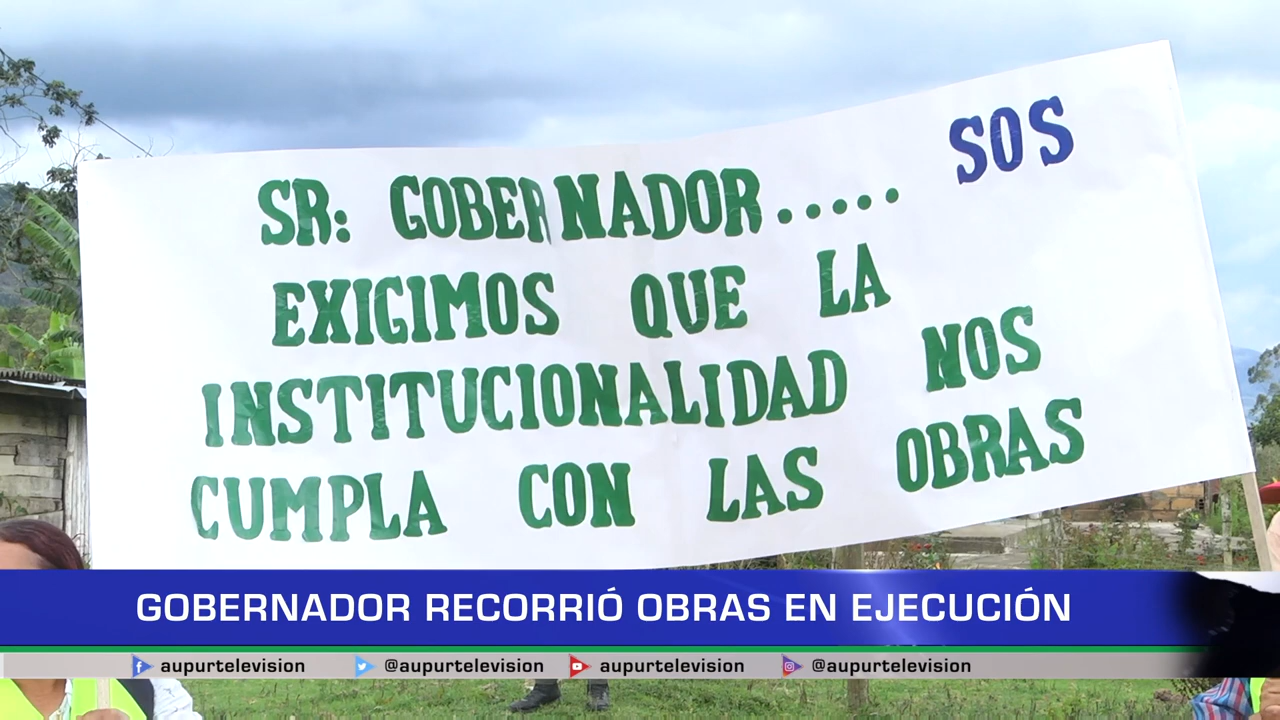 SR: GOBERNADOR..... SOS
EXIGIMOS QUE LA
INSTITUCIONALIDAD NOS
CUMPLA CON LAS OBRAS
GOBERNADOR RECORRIÓ OBRAS EN EJECUCIÓN
aupurtelevision @aupurtelevision aupurtelevision @aupurtelevision